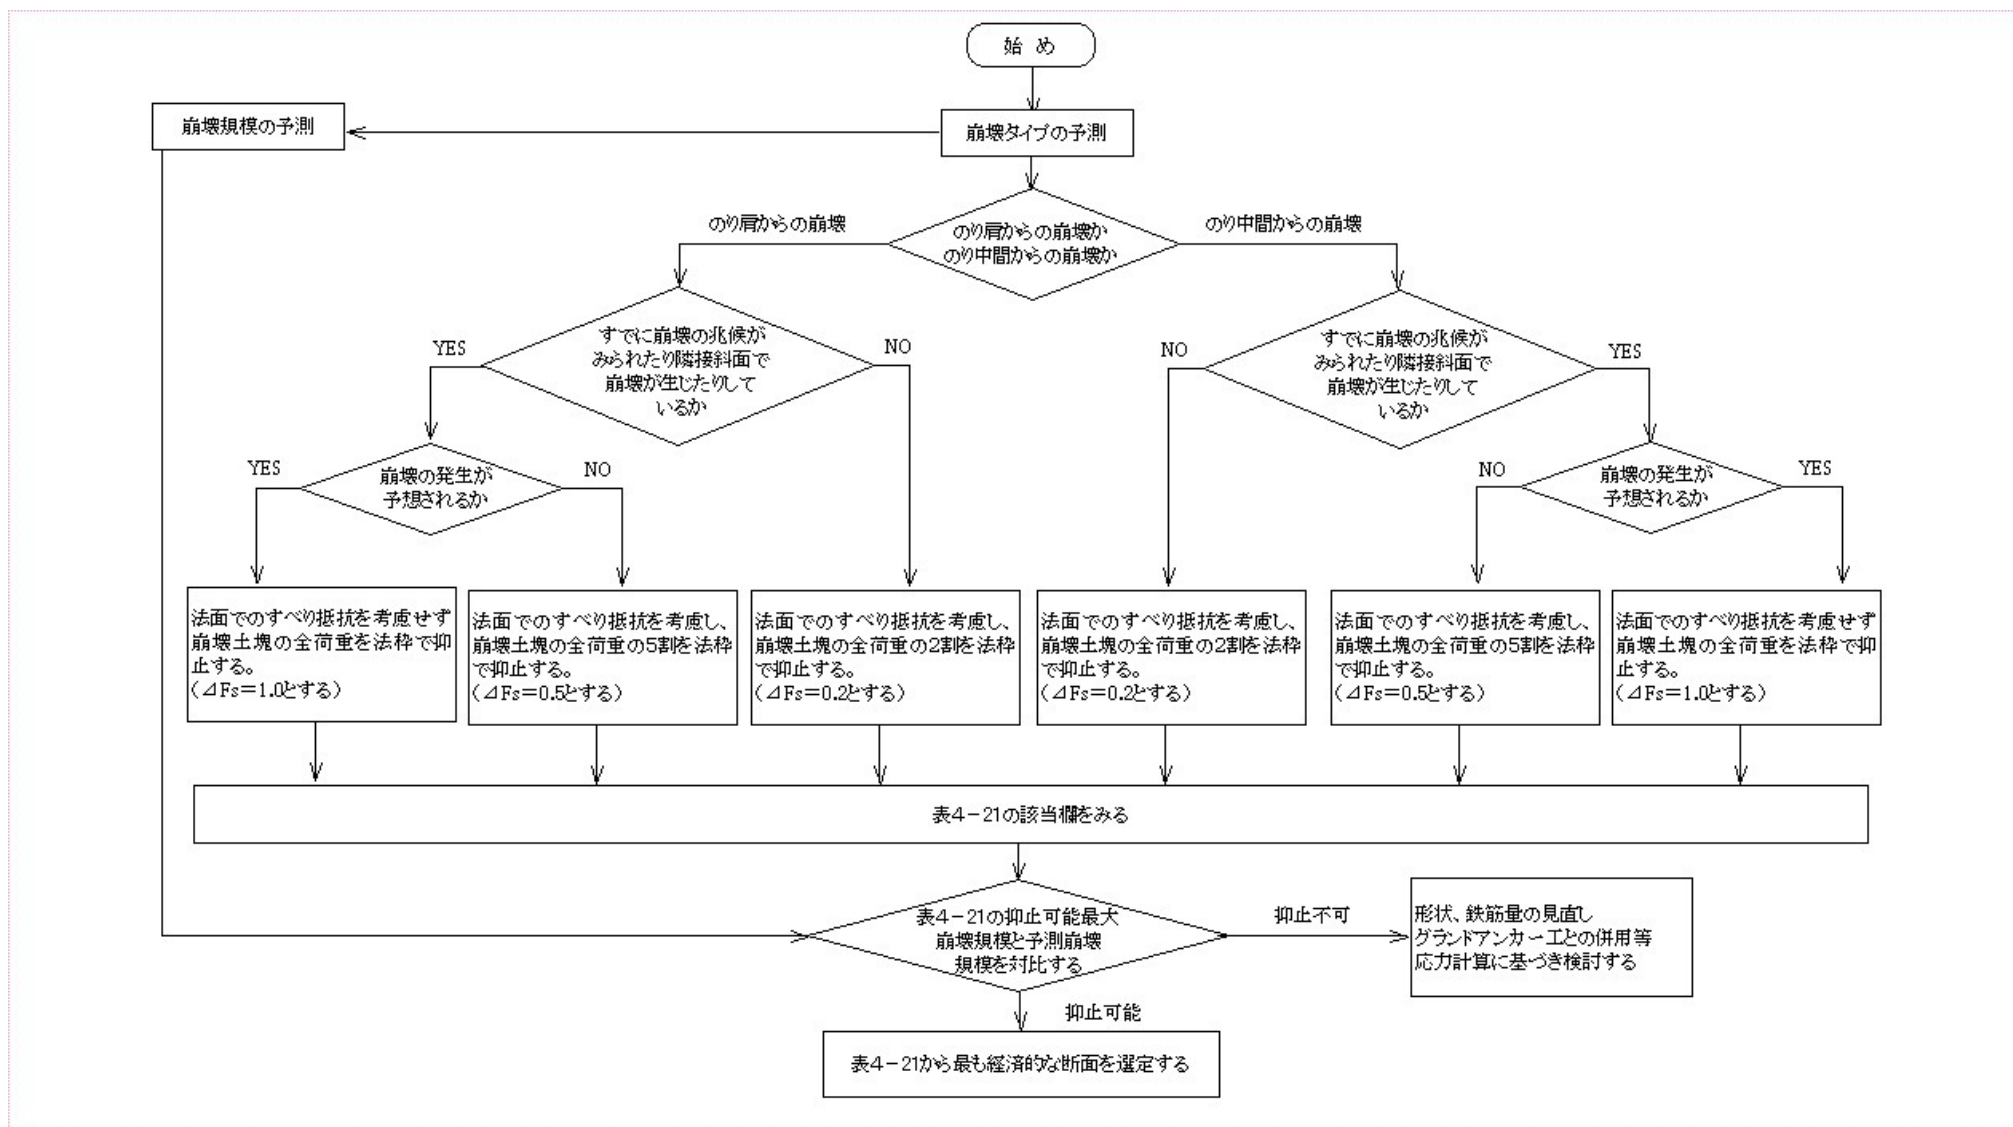 始 め
崩壊規模の予測
崩壊タイプの予測
のり肩からの崩壊
のり肩からの崩壊か
のり中間からの崩壊か
のり中間からの崩壊
YES
すでに崩壊の兆候が
みられたり隣接斜面で
崩壊が生じたりして
いるか
NO
NO
すでに崩壊の兆候が
みられたり隣接斜面で
崩壊が生じたりして
いるか
YES
YES
崩壊の発生が
予想されるか
NO
NO
崩壊の発生が
予想されるか
YES
法面でのすべり抵抗を考慮せず
崩壊土塊の全荷重を法枠で抑
止する。
(⊿Fs=1.0とする)
法面でのすべり抵抗を考慮し、
崩壊土塊の全荷重の5割を法枠
で抑止する。
(⊿Fs=0.5とする)
法面でのすべり抵抗を考慮し、
崩壊土塊の全荷重の2割を法枠
で抑止する。
(⊿Fs=0.2とする)
法面でのすべり抵抗を考慮し、
崩壊土塊の全荷重の2割を法枠
で抑止する。
(⊿Fs=0.2とする)
法面でのすべり抵抗を考慮し、
崩壊土塊の全荷重の5割を法枠
で抑止する。
(⊿Fs=0.5とする)
法面でのすべり抵抗を考慮せず
崩壊土塊の全荷重を法枠で抑
止する。
(⊿Fs=1.0とする)
表4-21の該当欄をみる
表4-21の抑止可能最大
崩壊規模と予測崩壊
規模を対比する
抑止不可
形状、鉄筋量の見直し
グランドアンカー工との併用等
応力計算に基づき検討する
抑止可能
表4-21から最も経済的な断面を選定する